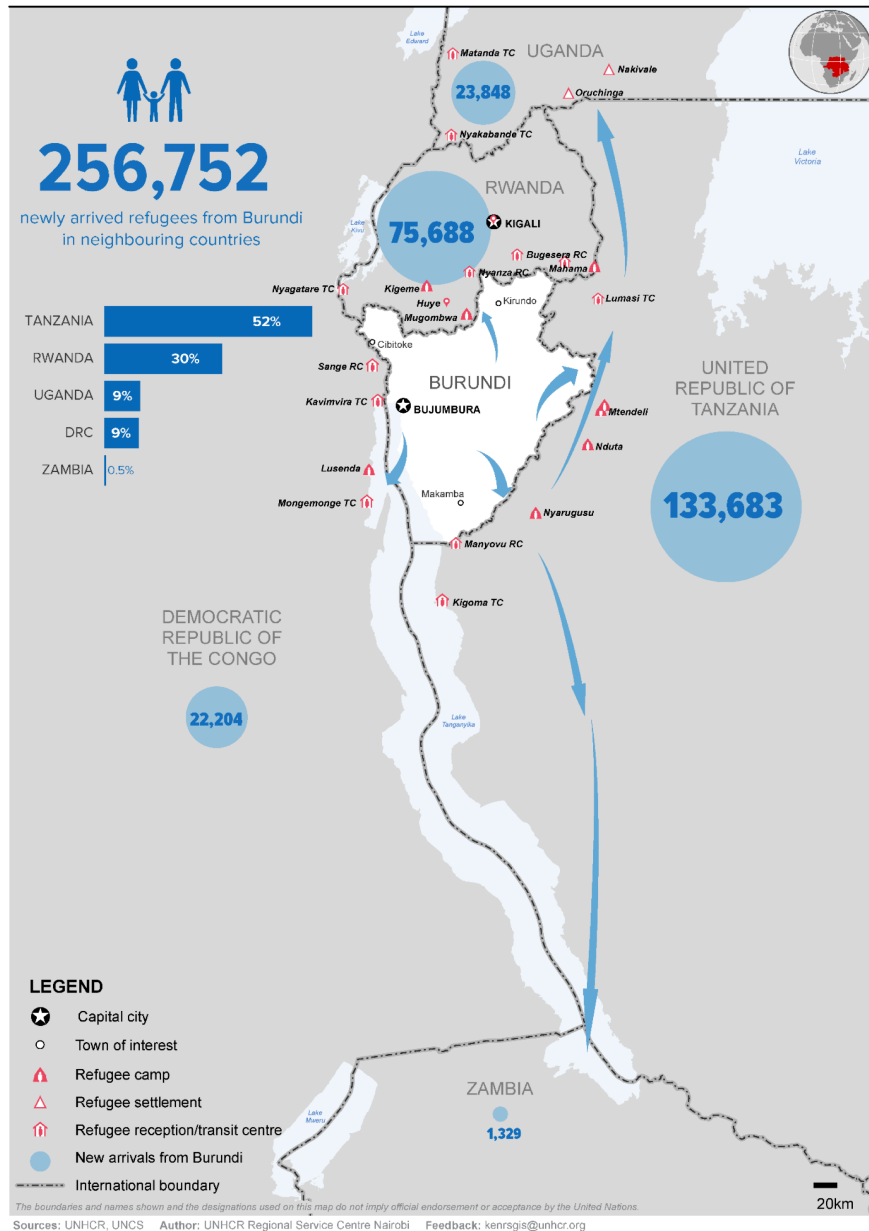 256,752
newly arrived refugees from Burundi
in neighbouring countries
TANZANIA
52%
RWANDA
30%
UGANDA
9%
DRC
9%
ZAMBIA
0.5%
Lake
Edward
Matanda TC
UGANDA
Nakivale
23,848
Oruchinga
Nyakabande TC
Lake
Victoria
RWANDA
Lake
Kivu
75,688
KIGALI
Bugesera RC
Nyanza RC
Mahama
Nyagatare TC
Kigeme
Huye
Kirundo
Lumasi TC
Mugombwa
Cibitoke
Sange RC
BURUNDI
UNITED
REPUBLIC OF
TANZANIA
Kavimvira TC
BUJUMBURA
Mtendeli
Nduta
Lusenda
Makamba
Mongemonge TC
133,683
Nyarugusu
Manyovu RC
Kigoma TC
DEMOCRATIC
REPUBLIC OF
THE CONGO
22,204
Lake
Tanganyika
LEGEND
Capital city
Town of interest
Refugee camp
Refugee settlement
Refugee reception/transit centre
New arrivals from Burundi
International boundary
ZAMBIA
1,329
Lake
Mweru
20km
The boundaries and names shown and the designations used on this map do not imply official endorsement or acceptance by the United Nations.
Sources: UNHCR, UNCS Author: UNHCR Regional Service Centre Nairobi Feedback: kenrsgis@unhcr.org